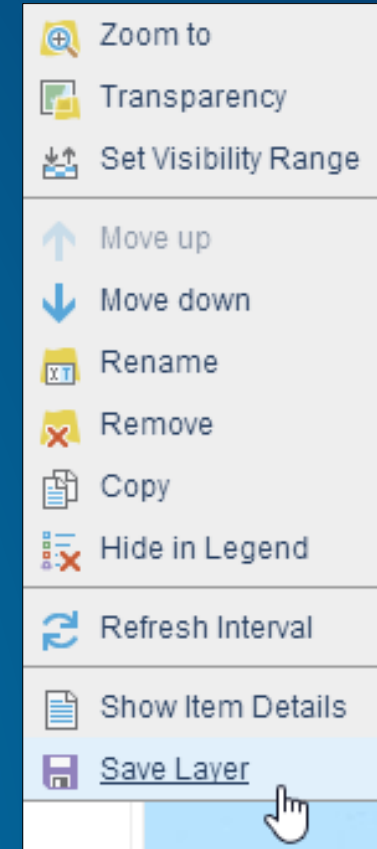 Zoom to
Transparency
Set Visibility Range
Move up
Move down
Rename
Remove
Copy
Hide in Legend
Refresh Interval
Show Item Details
Save Layer